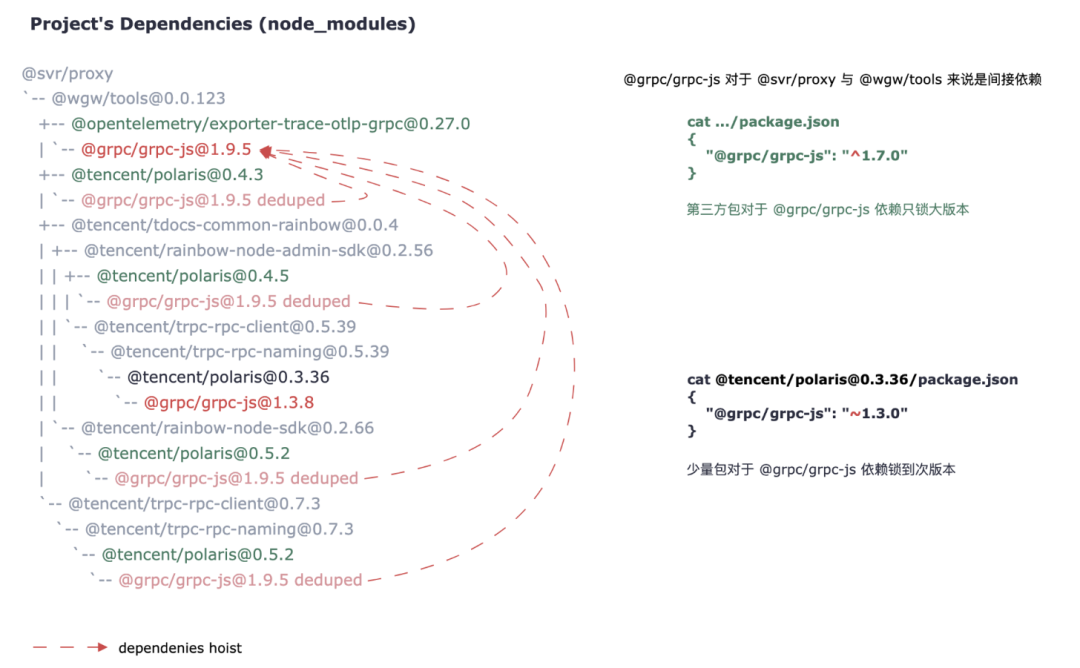 Project's Dependencies (node_modules)
@svr/proxy
`-- @wgw/tools@0.0.123
+-- @opentelemetry/exporter-trace-otlp-grpc@0.27.0
| `-- @grpc/grpc-js@1.9.5
+-- @tencent/polaris@0.4.3
| `-- @grpc/grpc-js@1.9.5 deduped
+-- @tencent/tdocs-common-rainbow@0.0.4
| +-- @tencent/rainbow-node-admin-sdk@0.2.56
| | +-- @tencent/polaris@0.4.5
| | | `-- @grpc/grpc-js@1.9.5 deduped
| | `-- @tencent/trpc-rpc-client@0.5.39
| | `-- @tencent/trpc-rpc-naming@0.5.39
| | `-- @tencent/polaris@0.3.36
| | `-- @grpc/grpc-js@1.3.8
| `-- @tencent/rainbow-node-sdk@0.2.66
| `-- @tencent/polaris@0.5.2
| `-- @grpc/grpc-js@1.9.5 deduped
`-- @tencent/trpc-rpc-client@0.7.3
`-- @tencent/trpc-rpc-naming@0.7.3
`-- @tencent/polaris@0.5.2
`-- @grpc/grpc-js@1.9.5 deduped
dependenies hoist
@grpc/grpc-js 对于 @svr/proxy 与 @wgw/tools 来说是间接依赖
cat .../package.json
{
"@grpc/grpc-js": "^1.7.0"
}
第三方包对于 @grpc/grpc-js 依赖只锁大版本
cat @tencent/polaris@0.3.36/package.json
{
"@grpc/grpc-js": "~1.3.0"
}
少量包对于 @grpc/grpc-js 依赖锁到次版本